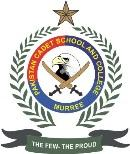 PAKISTAN CADET SCHOOL AND COLLEGE
MURREE
THE FEW- THE PROUD